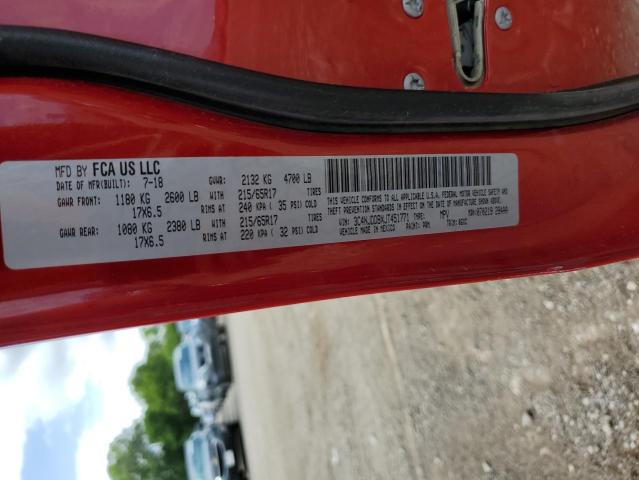 MFD BY FCA US LLC
DATE OF MFR(BUILT): 7-18 GVWR: 2132 KG 4700 LB
GAWR FRONT: 1180 KG 2600 LB WITH 215/65R17 TIRES
17X6.5 RIMS AT 240 KPA ( 35 PSI) COLD
GAWR REAR: 1080 KG 2380 LB WITH 215/65R17 TIRES
17X6.5 RIMS AT 220 KPA ( 32 PSI) COLD
THIS VEHICLE CONFORMS TO ALL APPLICABLE U.S.A. FEDERAL MOTOR VEHICLE SAFETY AND
THEFT PREVENTION STANDARDS IN EFFECT ON THE DATE OF MANUFACTURE SHOWN ABOVE.
VIN: TYPE: MPV
VEHICLE MADE IN MEXICO PAINT: PRM TRIM: